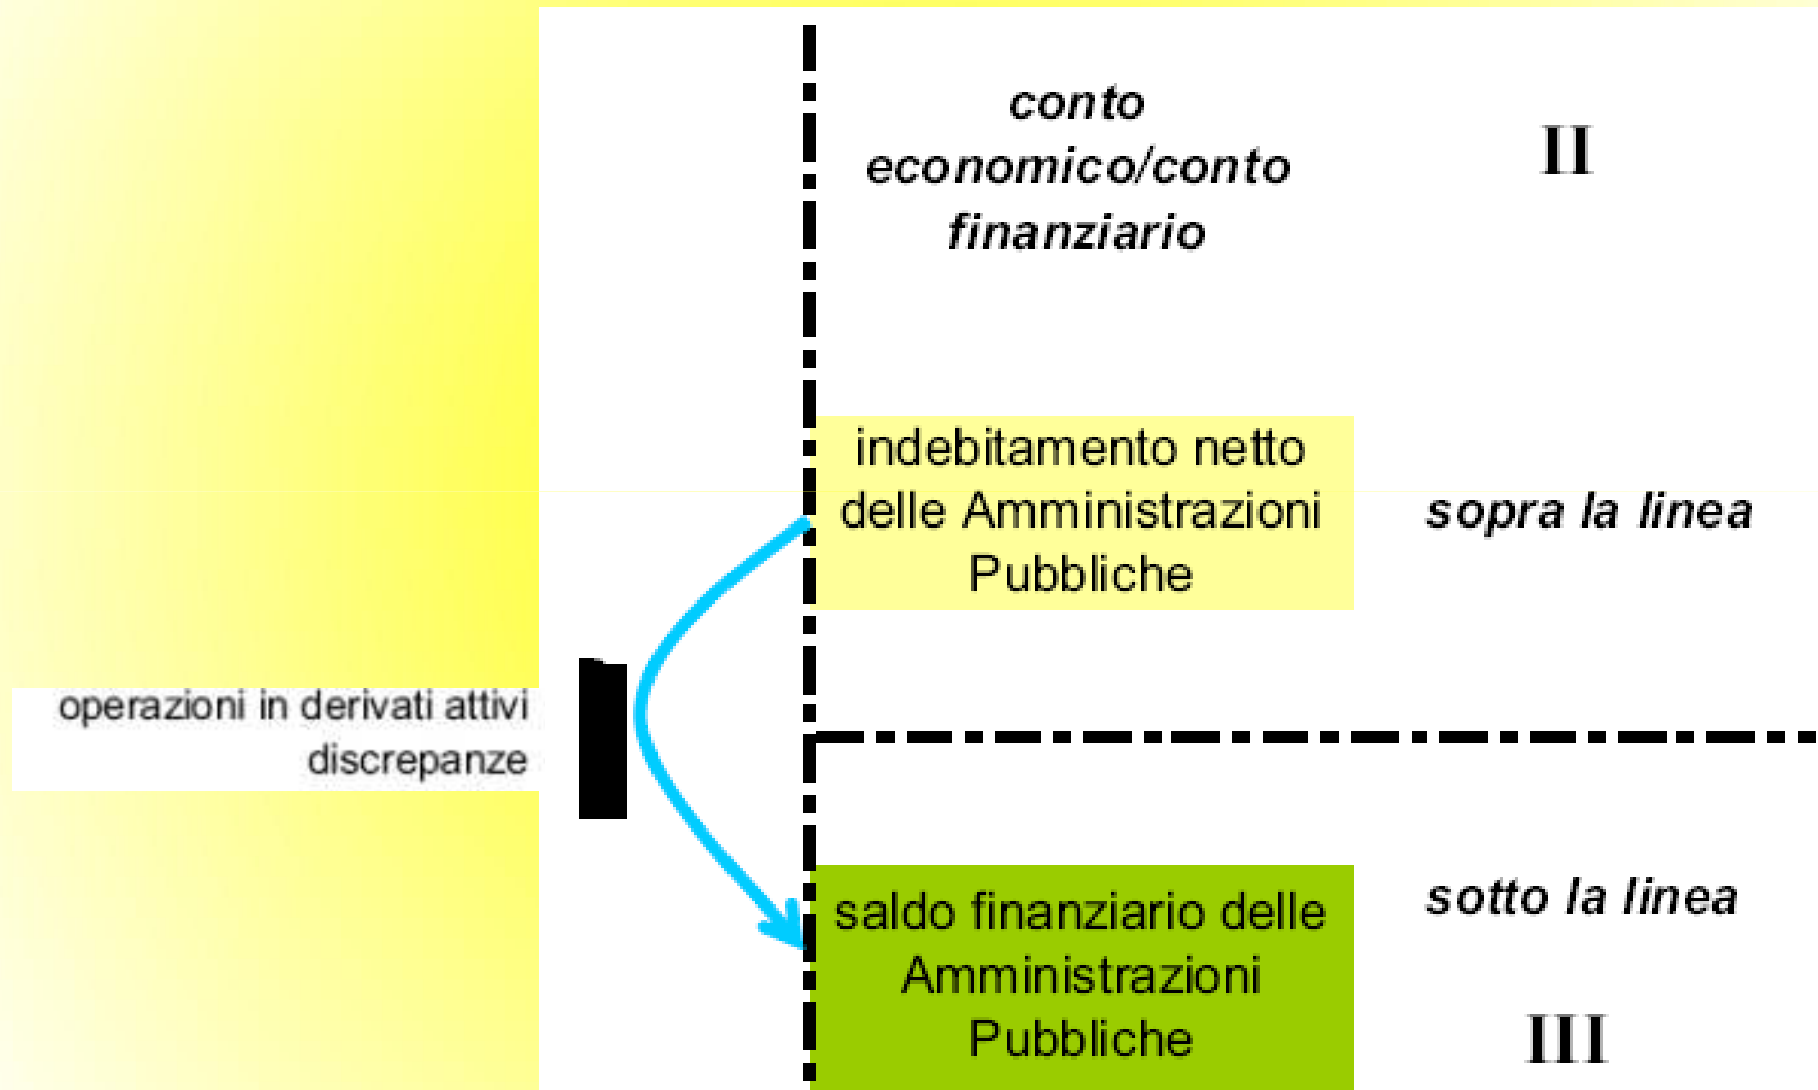 conto
economico/conto
finanziario
II
indebitamento netto
delle Amministrazioni
Pubbliche
sopra la linea
operazioni in derivati attivi
discrepanze
saldo finanziario delle
Amministrazioni
Pubbliche
sotto la linea
III